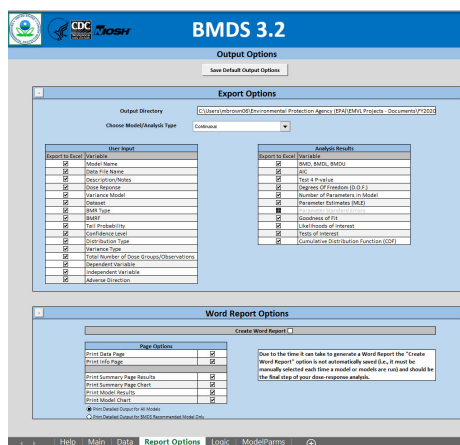 CDC NIOSH BMDS 3.2
Output Options
Save Default Output Options
Export Options
Output Directory C:\Users\mbrown06\Environmental Protection Agency (EPA)\EMVL Projects - Documents\FY2020
Choose Model/Analysis Type Continuous
User Input
Export to Excel Variable
Model Name
Data File Name
Description/Notes
Dose Reponse
Variance Model
Dataset
BMR Type
BMRF
Tail Probability
Confidence Level
Distribution Type
Variance Type
Total Number of Dose Groups/Observations
Dependent Variable
Independent Variable
Adverse Direction
Analysis Results
Export to Excel Variable
BMD, BMDL, BMDU
AIC
Test 4 P-value
Degrees Of Freedom (D.O.F.)
Number of Parameters in Model
Parameter Estimates (MLE)
Parameter Standard Errors
Goodness of Fit
Likelihoods of Interest
Tests of Interest
Cumulative Distribution Function (CDF)
Word Report Options
Create Word Report
Page Options
Print Data Page
Print Info Page
Print Summary Page Results
Print Summary Page Chart
Print Model Results
Print Model Chart
Print Detailed Output for All Models
Print Detailed Output for BMDS Recommended Model Only
Due to the time it can take to generate a Word Report the "Create
Word Report" option is not automatically saved (i.e., it must be
manually selected each time a model or models are run) and should be
the final step of your dose-response analysis.
Help Main Data Report Options Logic ModelParms